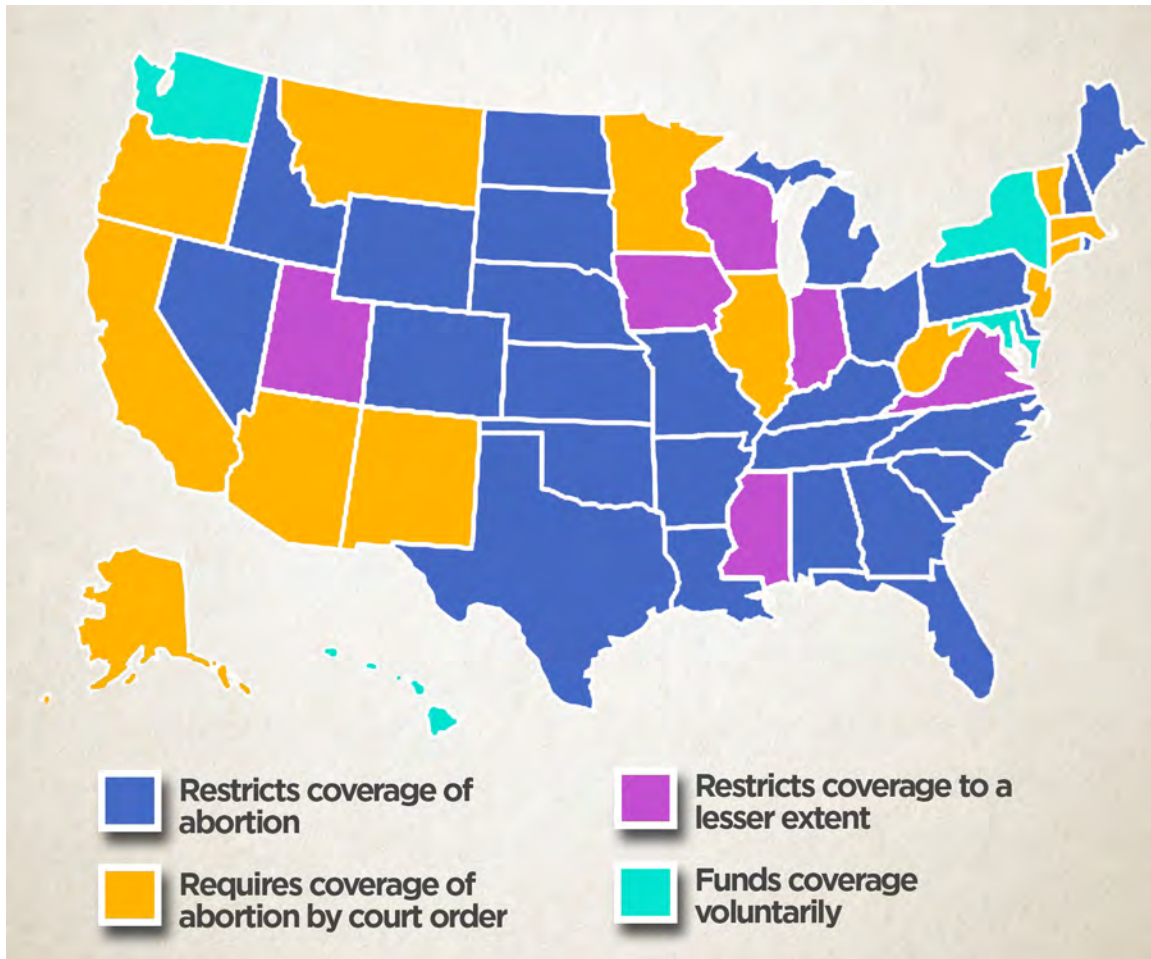 Restricts coverage of
abortion
Restricts coverage to a
lesser extent
Requires coverage of
abortion by court order
Funds coverage
voluntarily